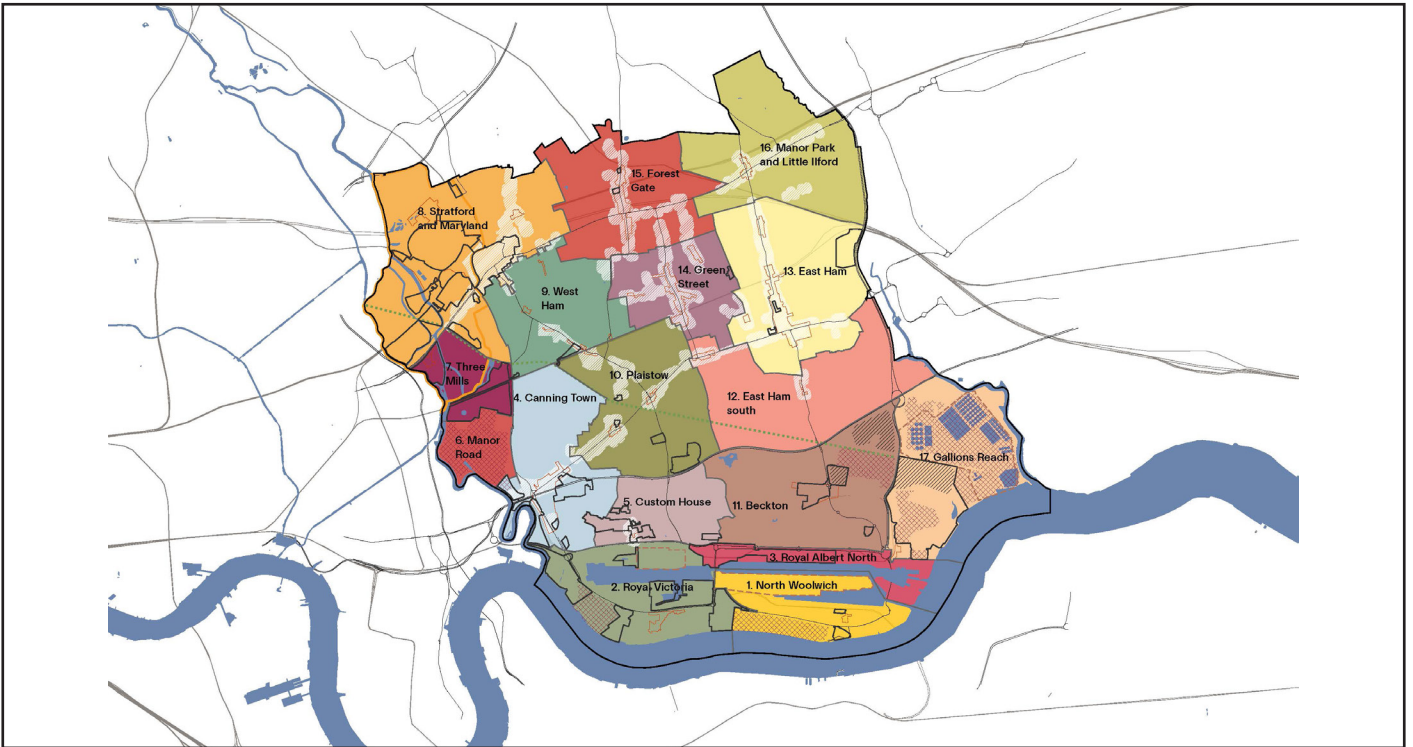 16. Manor Park
and Little Ilford
15. Forest
Gate
8. Stratford
and Maryland
14. Green
Street
13. East Ham
9. West
Ham
7. Three
Mills
10. Plaistow
4. Canning Town
12. East Ham
south
6. Manor
Road
17. Gallions Reach
5. Custom House
11. Beckton
3. Royal Albert North
2. Royal Victoria
1. North Woolwich